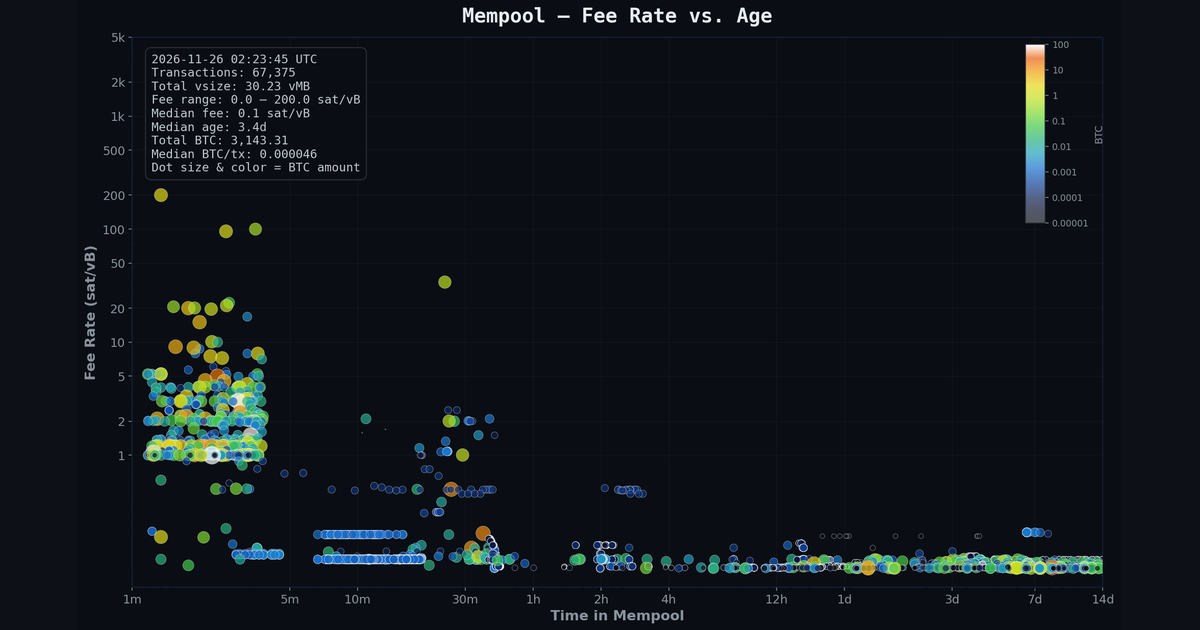 Mempool — Fee Rate vs. Age
2026-11-26 02:23:45 UTC
Transactions: 67,375
Total vsize: 30.23 vMB
Fee range: 0.0 – 200.0 sat/vB
Median fee: 0.1 sat/vB
Median age: 3.4d
Total BTC: 3,143.31
Median BTC/tx: 0.000046
Dot size & color = BTC amount
5k
2k
1k
500
200
100
50
20
10
5
2
1
Fee Rate (sat/vB)
100
10
1
0.1
0.01
0.001
0.0001
0.00001
BTC
1m 5m 10m 30m 1h 2h 4h 12h 1d 3d 7d 14d
Time in Mempool